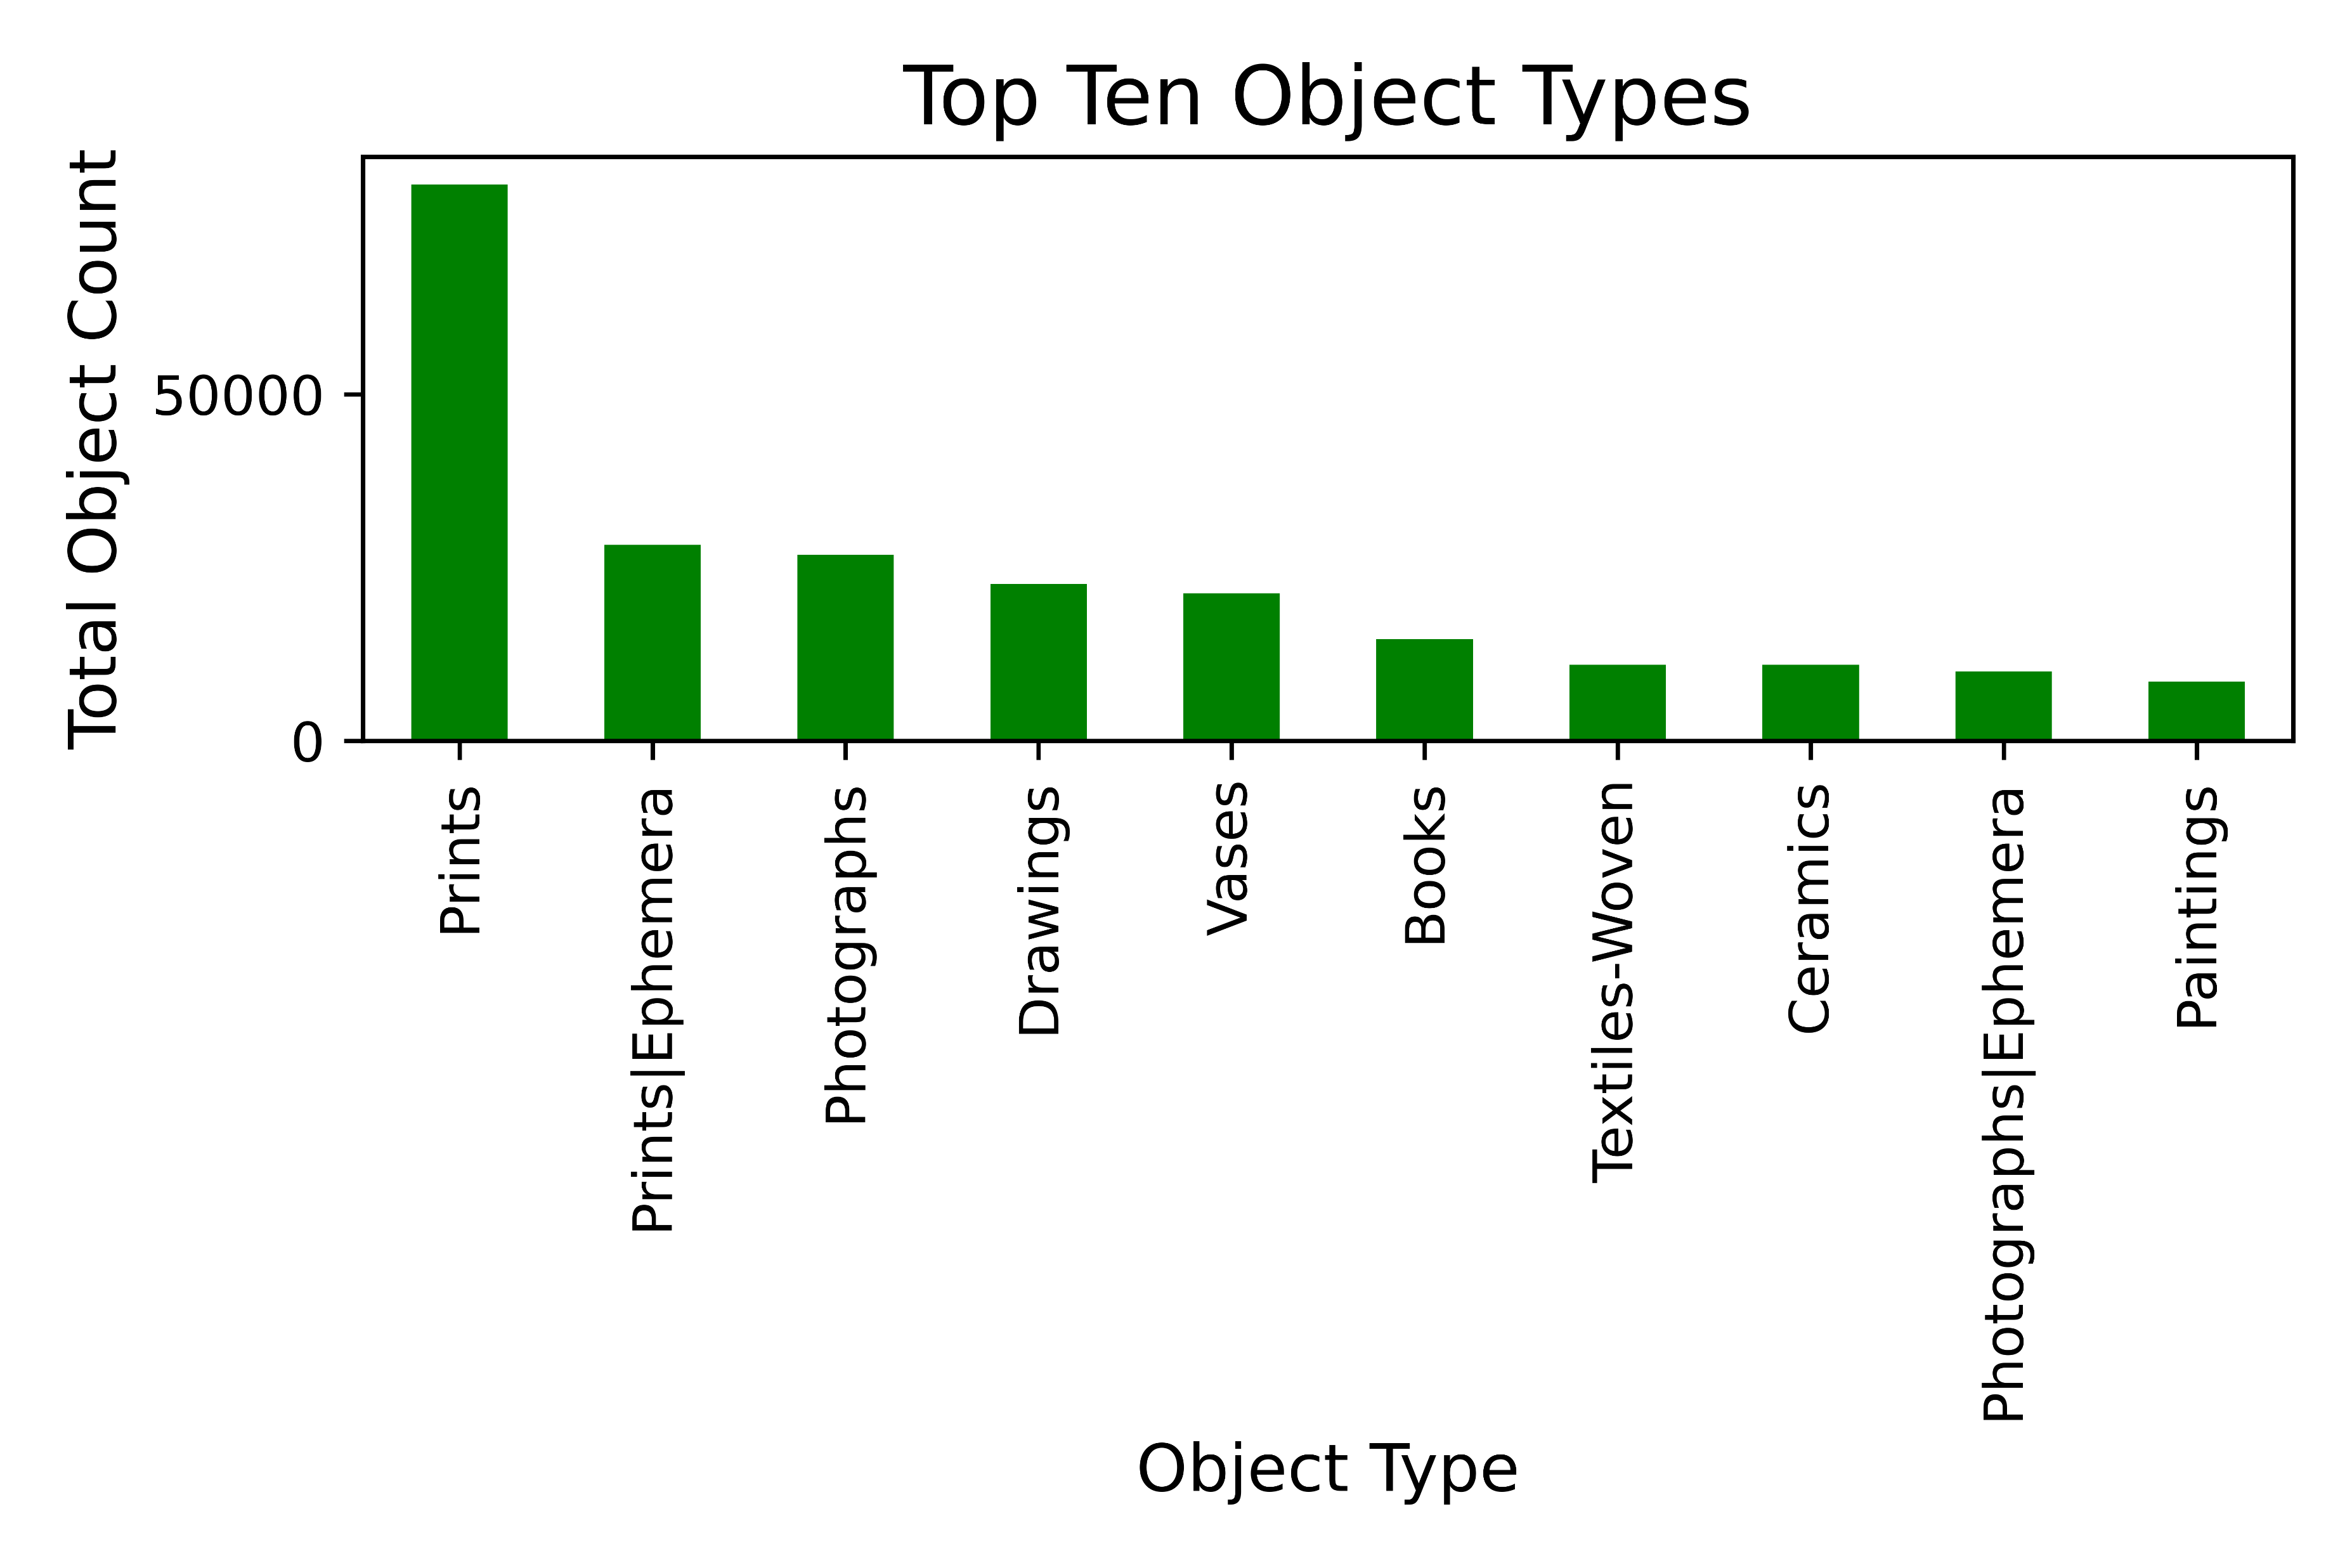 Top Ten Object Types
Total Object Count
50000
0
Prints
Prints|Ephemera
Photographs
Drawings
Vases
Books
Textiles-Woven
Ceramics
Photographs|Ephemera
Paintings
Object Type